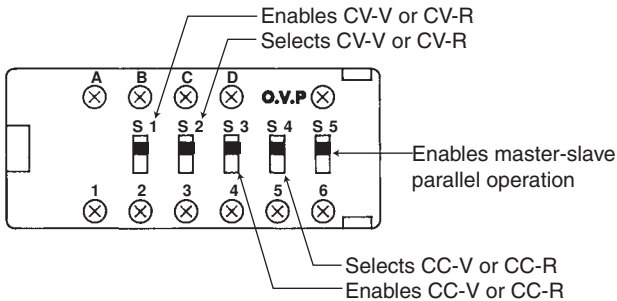 Enables CV-V or CV-R
Selects CV-V or CV-R
A B C D O.V.P
S 1 S 2 S 3 S 4 S 5
Enables master-slave
parallel operation
1 2 3 4 5 6
Selects CC-V or CC-R
Enables CC-V or CC-R